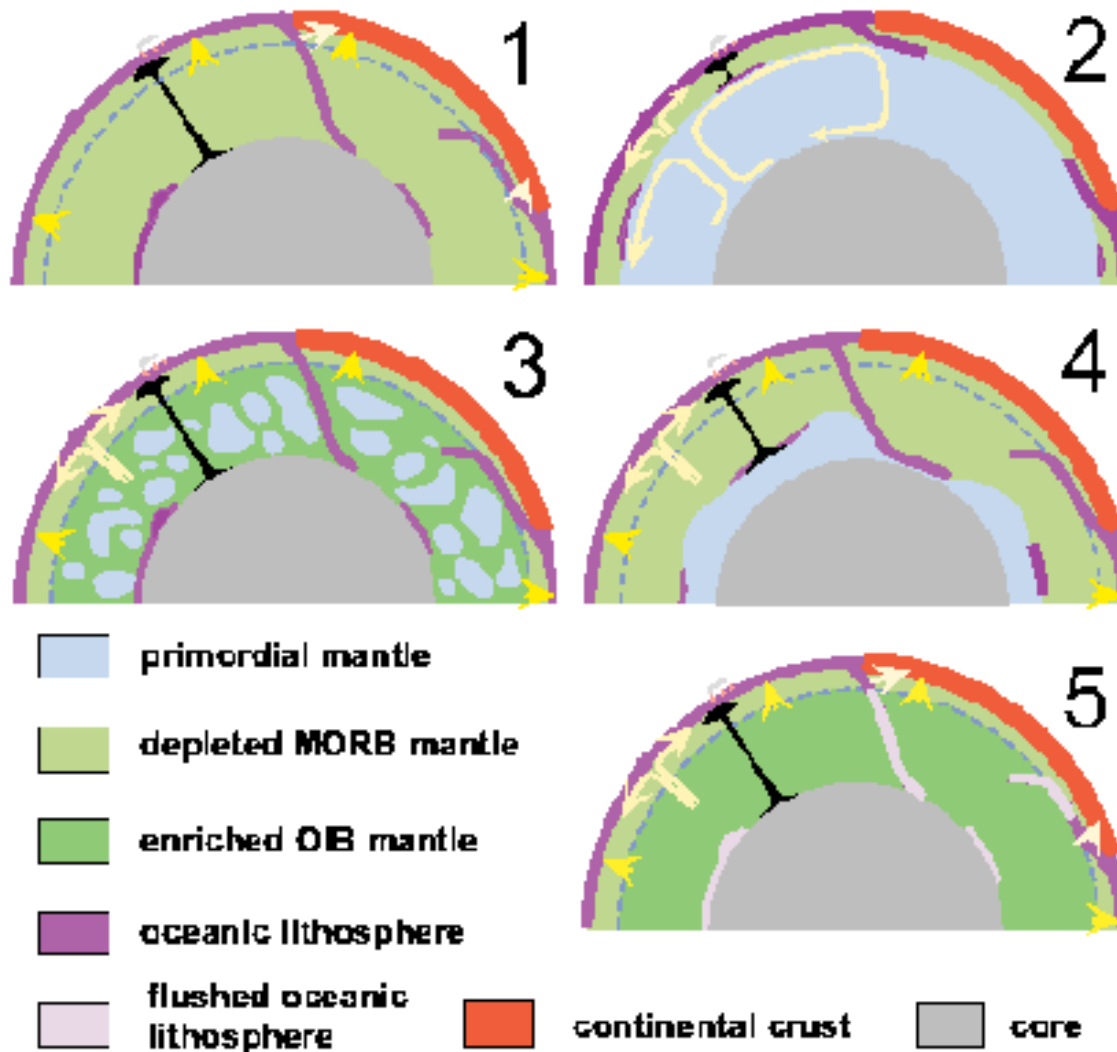 1
2
3
4
primordial mantle
depleted MORB mantle
5
enriched OIB mantle
oceanic lithosphere
flushed oceanic
lithosphere
continental crust
core